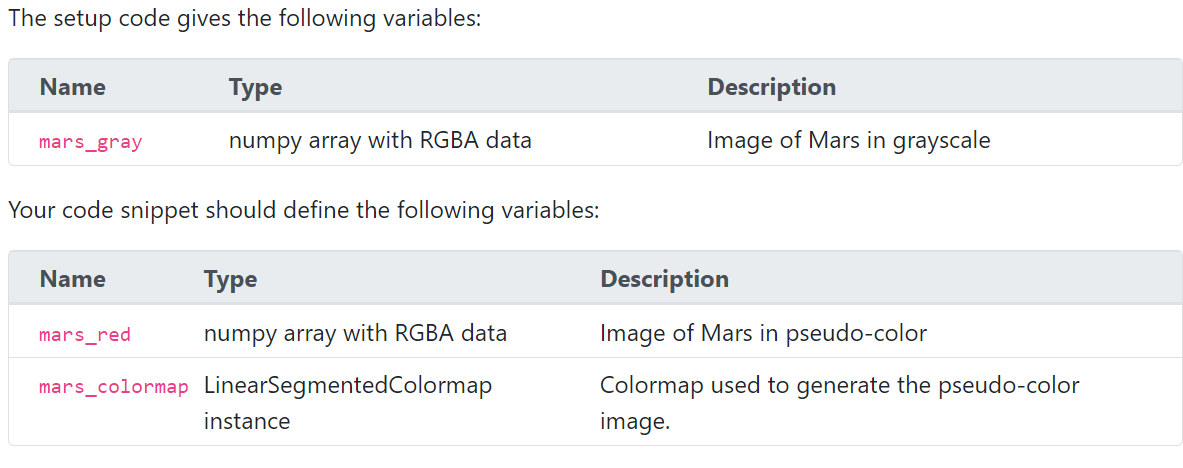 The setup code gives the following variables:
Name Type Description
mars_gray numpy array with RGBA data Image of Mars in grayscale
Your code snippet should define the following variables:
Name Type Description
mars_red numpy array with RGBA data Image of Mars in pseudo-color
mars_colormap LinearSegmentedColormap Colormap used to generate the pseudo-color
instance image.